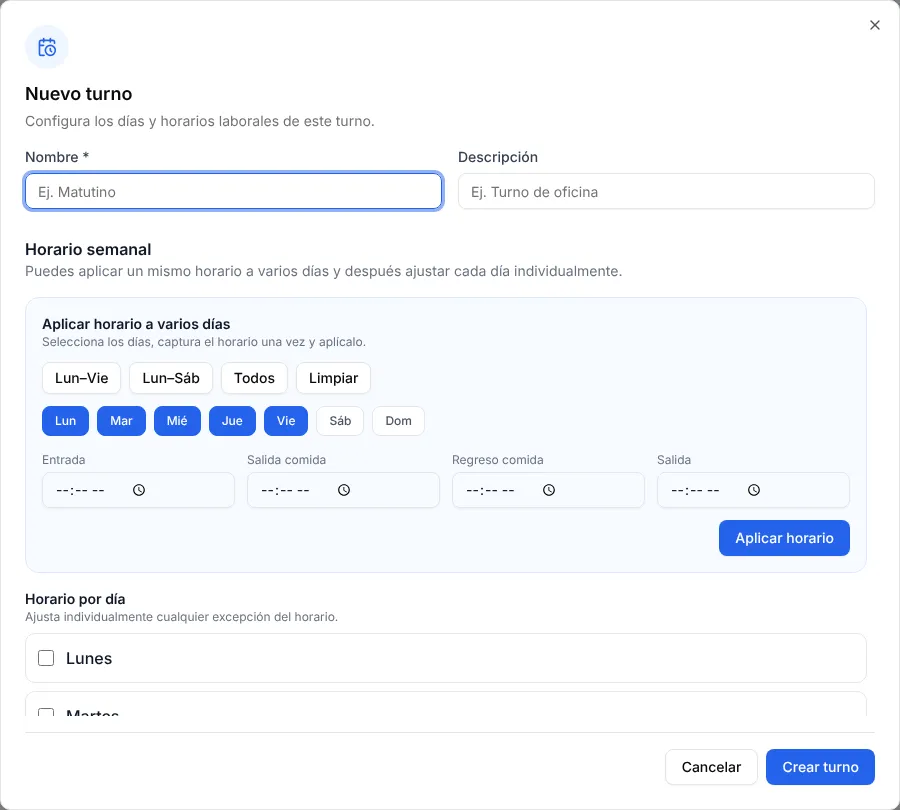 Nuevo turno
Configura los días y horarios laborales de este turno.
Nombre * Descripción
Ej. Matutino Ej. Turno de oficina
Horario semanal
Puedes aplicar un mismo horario a varios días y después ajustar cada día individualmente.
Aplicar horario a varios días
Selecciona los días, captura el horario una vez y aplícalo.
Lun–Vie Lun–Sáb Todos Limpiar
Lun Mar Mié Jue Vie Sáb Dom
Entrada Salida comida Regreso comida Salida
--:-- -- --:-- -- --:-- -- --:-- --
Aplicar horario
Horario por día
Ajusta individualmente cualquier excepción del horario.
Lunes
Martes
Cancelar Crear turno